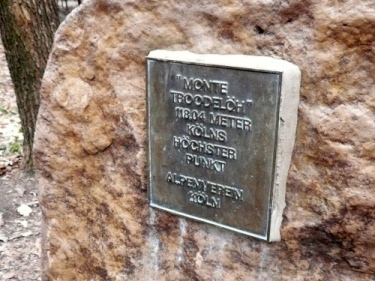 "MONTE
TROODELÖH"
118.04 METER
KÖLNS
HÖCHSTER
PUNKT
ALPENVEREIN
KÖLN